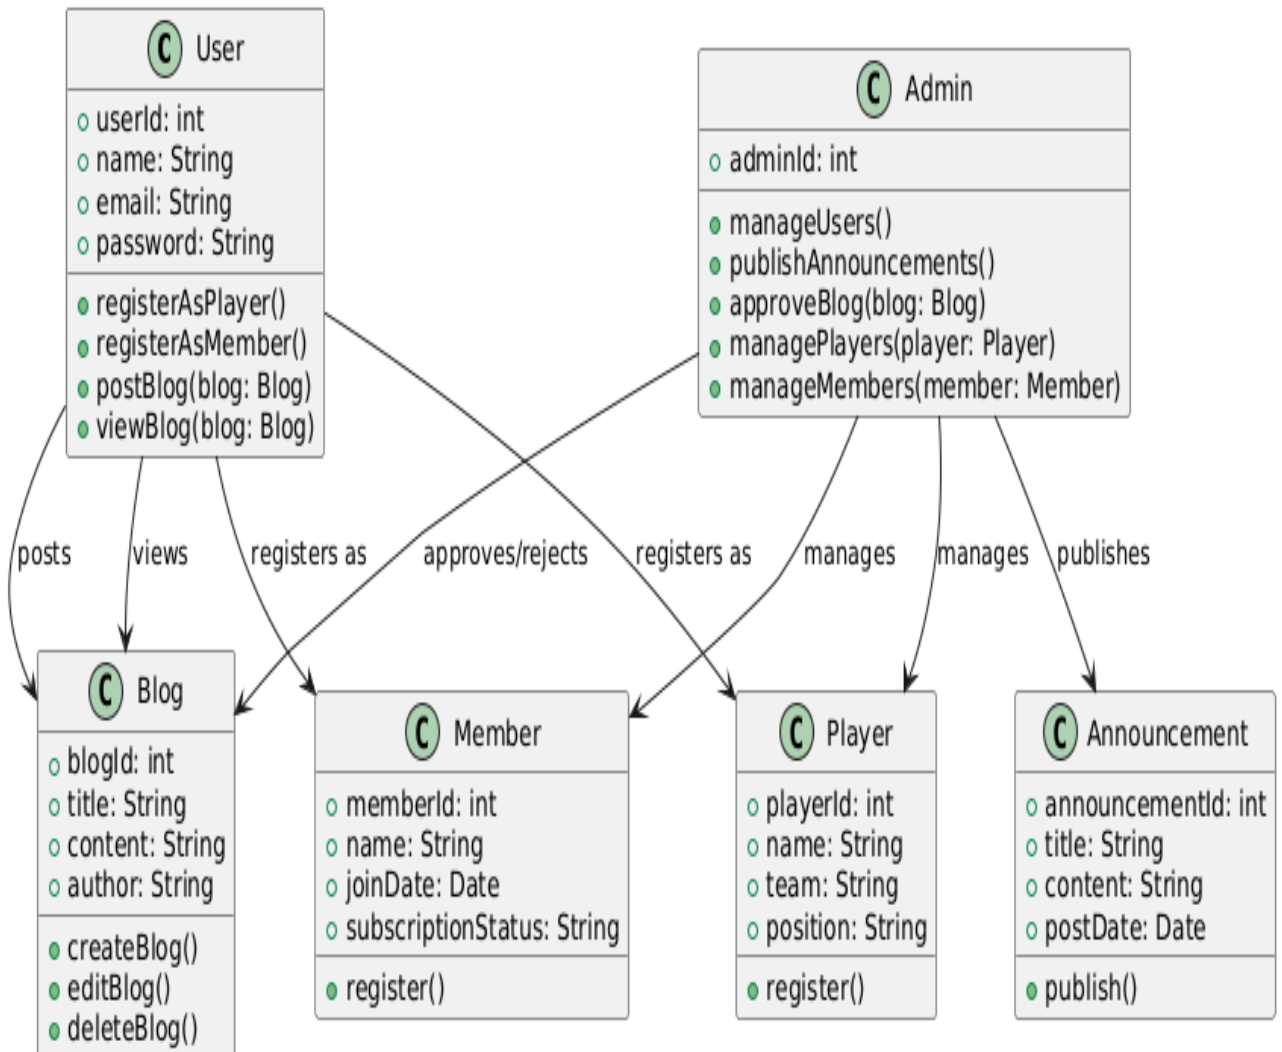 C User
userId: int
name: String
email: String
password: String
registerAsPlayer()
registerAsMember()
postBlog(blog: Blog)
viewBlog(blog: Blog)
C Admin
adminId: int
manageUsers()
publishAnnouncements()
approveBlog(blog: Blog)
managePlayers(player: Player)
manageMembers(member: Member)
posts
views
registers as
approves/rejects
registers as
manages
manages
publishes
C Blog
blogId: int
title: String
content: String
author: String
createBlog()
editBlog()
deleteBlog()
C Member
memberId: int
name: String
joinDate: Date
subscriptionStatus: String
register()
C Player
playerId: int
name: String
team: String
position: String
register()
C Announcement
announcementId: int
title: String
content: String
postDate: Date
publish()